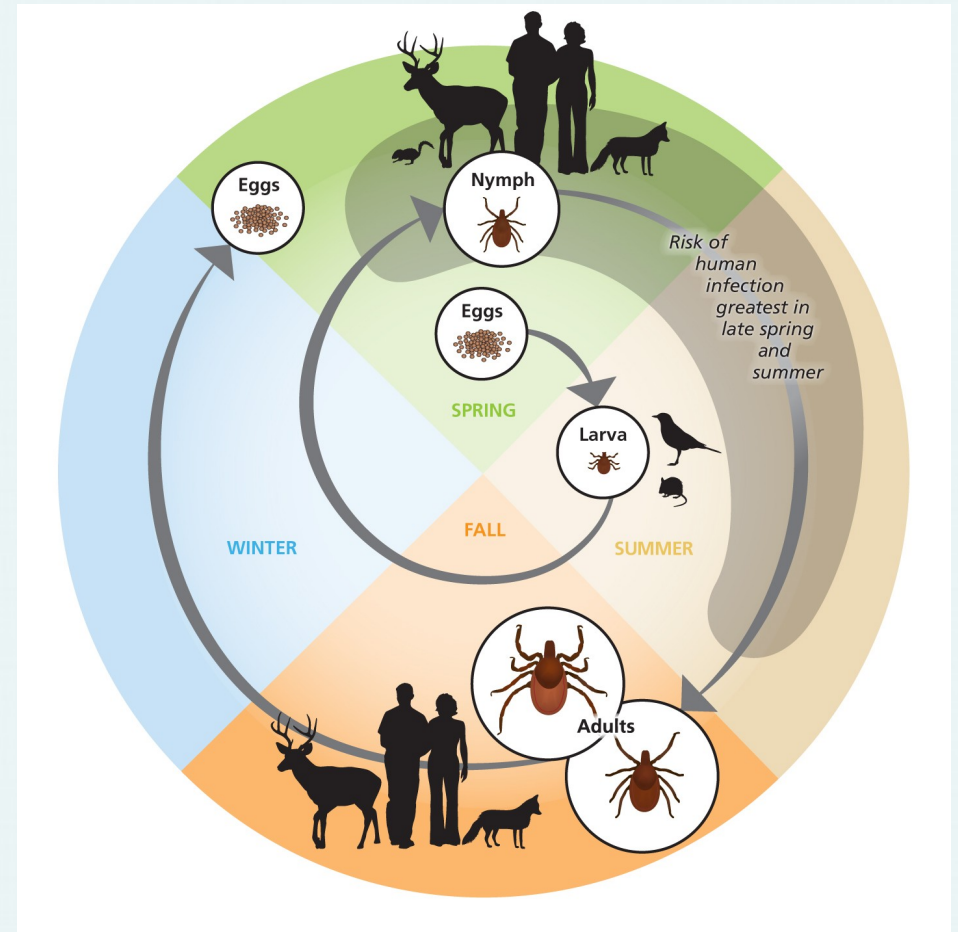 Eggs
Nymph
Risk of
human
infection
greatest in
late spring
and
summer
Eggs
SPRING
Larva
FALL
WINTER
SUMMER
Adults